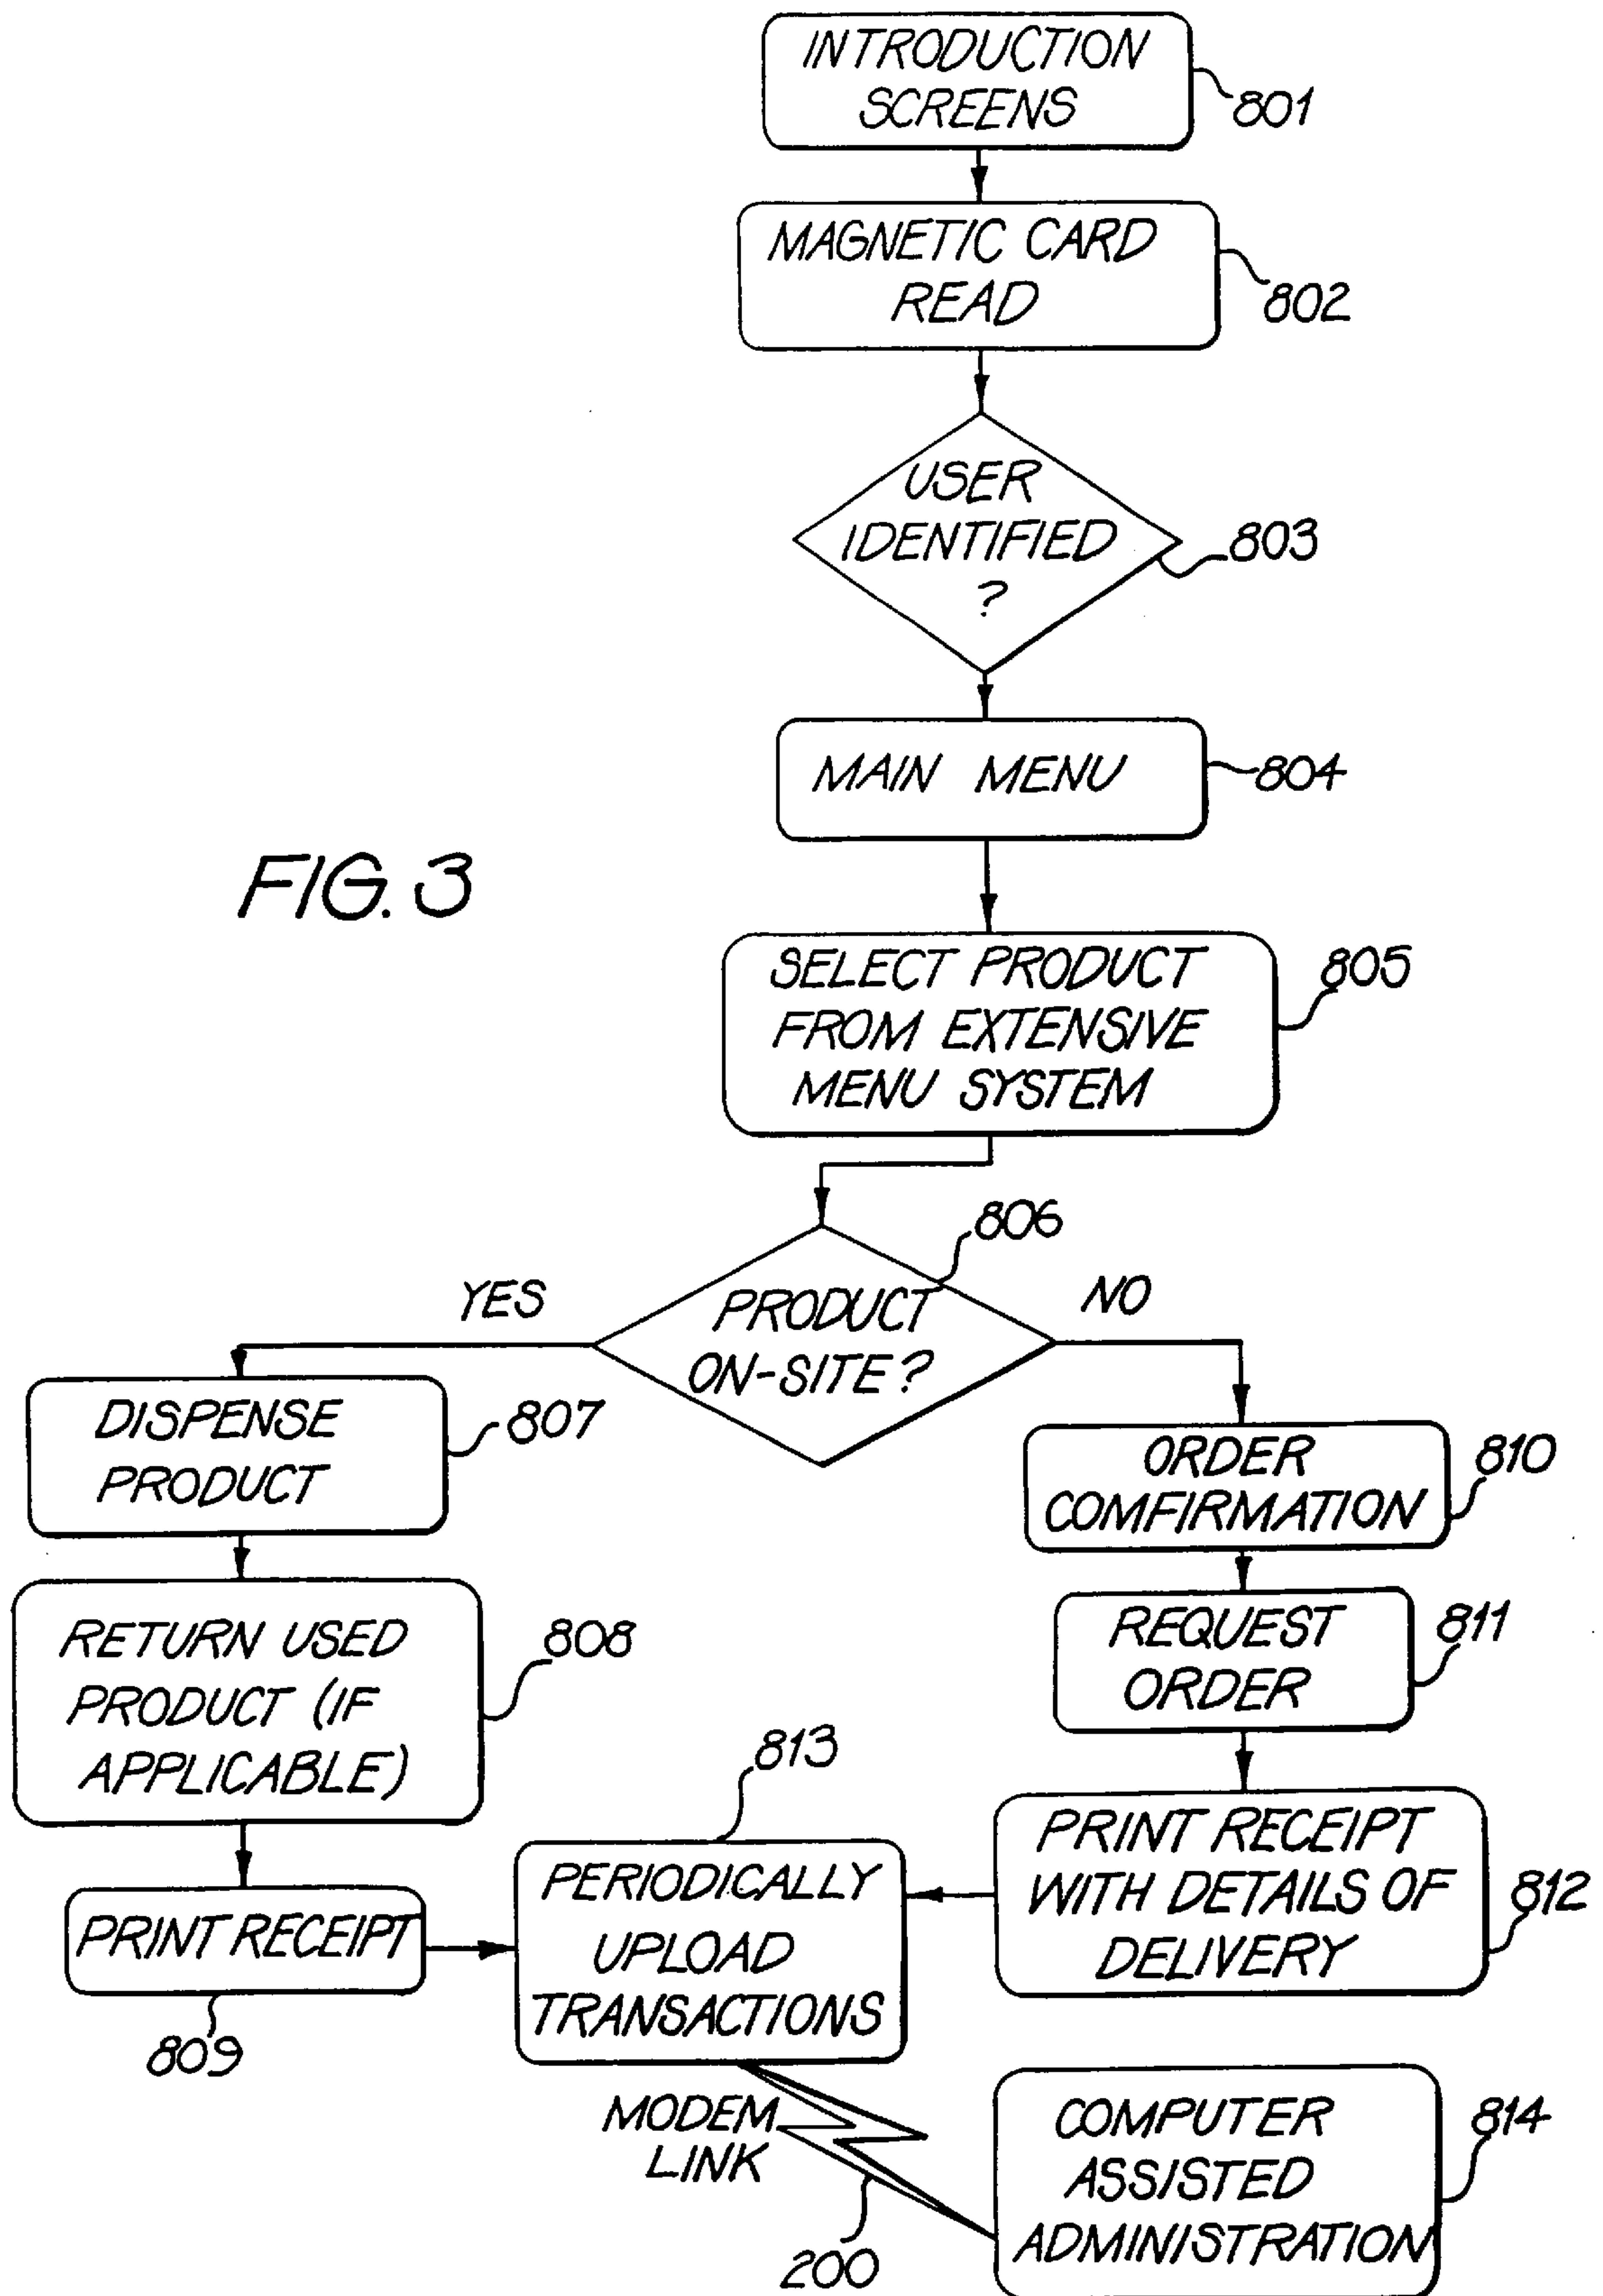 INTRODUCTION
SCREENS
801
MAGNETIC CARD
READ
802
USER
IDENTIFIED
?
803
MAIN MENU
804
FIG. 3
SELECT PRODUCT
FROM EXTENSIVE
MENU SYSTEM
805
806
YES
PRODUCT
ON-SITE?
NO
DISPENSE
PRODUCT
807
ORDER
COMFIRMATION
810
RETURN USED
PRODUCT (IF
APPLICABLE)
808
REQUEST
ORDER
811
813
PRINT RECEIPT
WITH DETAILS OF
DELIVERY
812
PRINT RECEIPT
809
PERIODICALLY
UPLOAD
TRANSACTIONS
MODEM
LINK
200
COMPUTER
ASSISTED
ADMINISTRATION
814